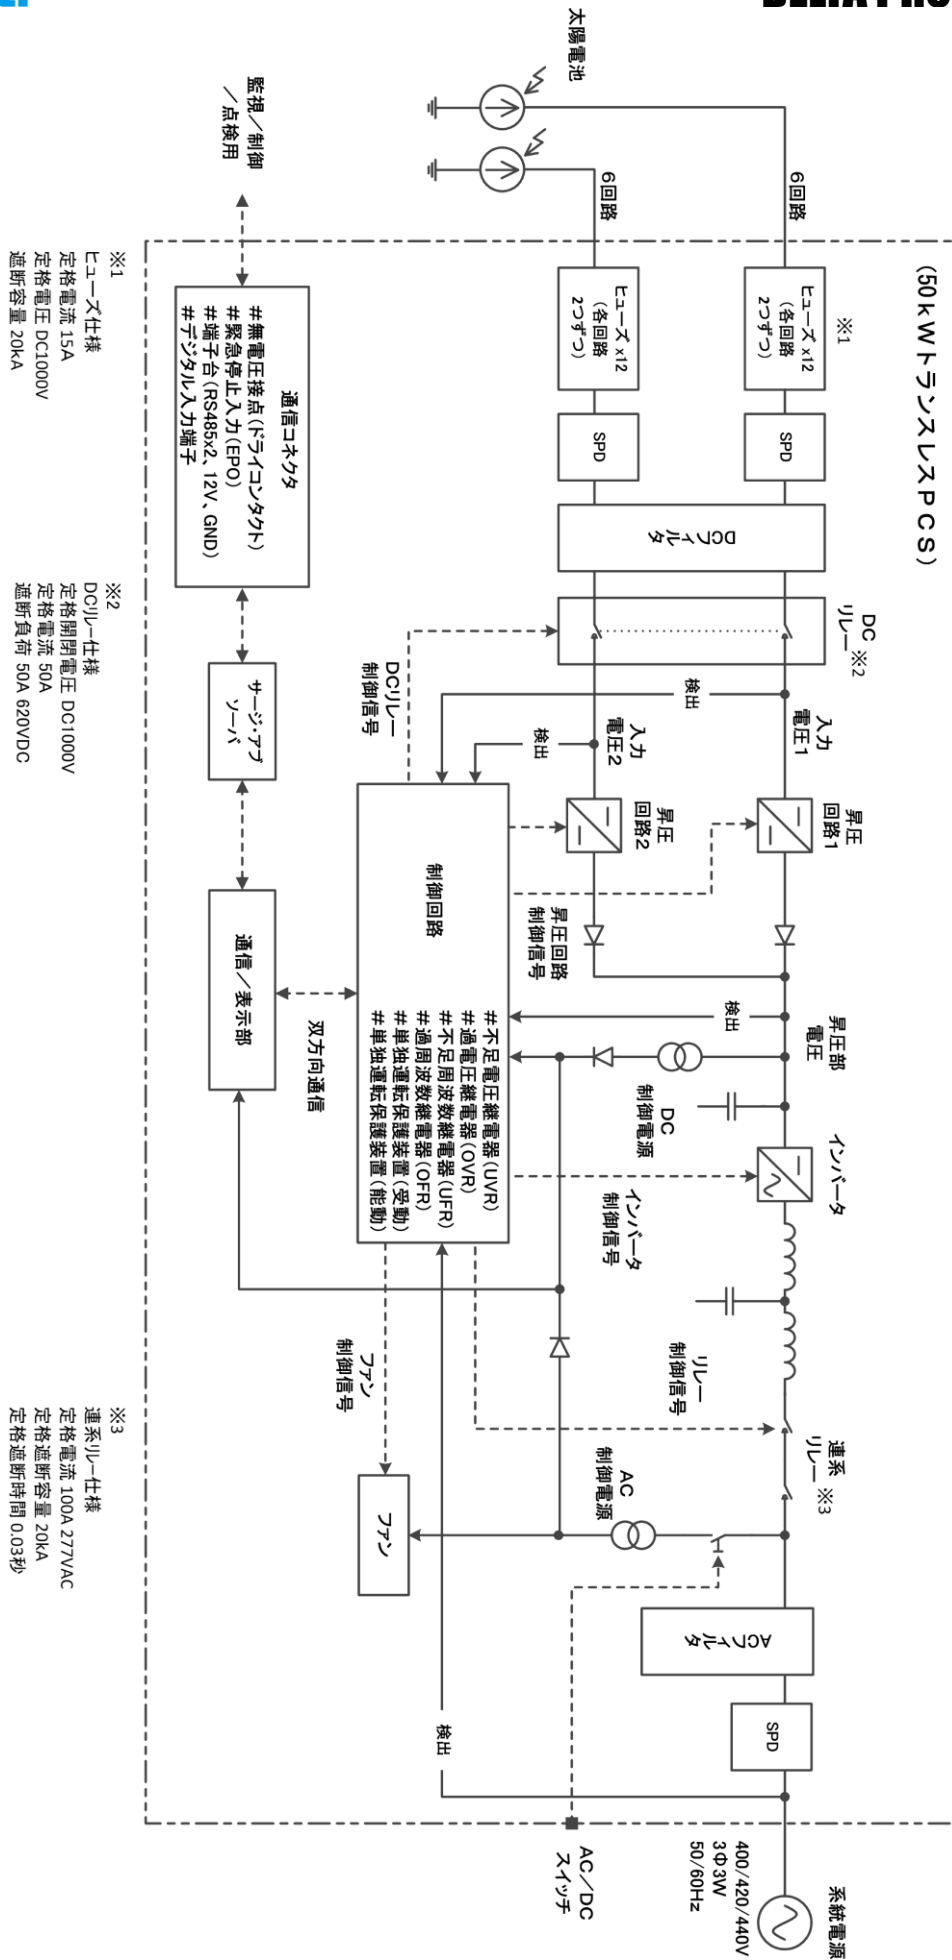 (50kWトランスレスPCS)
太陽電池
6回路
6回路
※1
ヒューズ x12
(各回路
2つずつ)
ヒューズ x12
(各回路
2つずつ)
SPD
SPD
DCフィルタ
DC
リレー ※2
入力
電圧1
検出
入力
電圧2
検出
昇圧
回路1
昇圧
回路2
DCリレー
制御信号
昇圧回路
制御信号
昇圧部
電圧
検出
DC
制御電源
インバータ
インバータ
制御信号
リレー
制御信号
連系
リレー ※3
AC
制御電源
ACフィルタ
SPD
系統電源
400/420/440V
3Φ3W
50/60Hz
AC/DC
スイッチ
検出
制御回路
#不足電圧継電器(UVR)
#過電圧継電器(OVR)
#不足周波数継電器(UFR)
#過周波数継電器(OFR)
#単独運転保護装置(受動)
#単独運転保護装置(能動)
ファン
制御信号
ファン
双方向通信
監視/制御
/点検用
通信コネクタ
#無電圧接点(ドライコンタクト)
#緊急停止入力(EPO)
#端子台(RS485x2、12V、GND)
#デジタル入力端子
サージ・アブ
ソーバ
通信/表示部
※1
ヒューズ仕様
定格電流 15A
定格電圧 DC1000V
遮断容量 20kA
※2
DCリレー仕様
定格開閉電圧 DC1000V
定格電流 50A
遮断負荷 50A 620VDC
※3
連系リレー仕様
定格電流 100A 277VAC
定格遮断容量 20kA
定格遮断時間 0.03秒